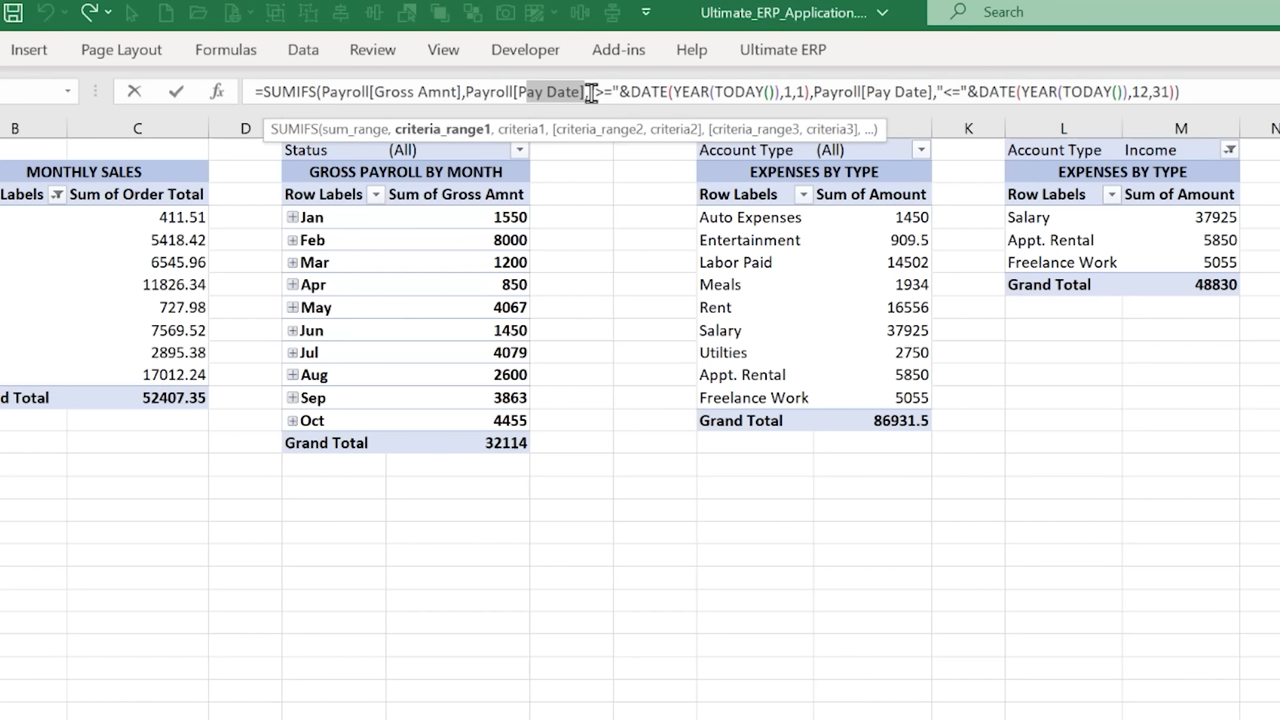 Ultimate_ERP_Application....
Search
Insert Page Layout Formulas Data Review View Developer Add-ins Help Ultimate ERP
fx =SUMIFS(Payroll[Gross Amnt],Payroll[Pay Date],">="&DATE(YEAR(TODAY()),1,1),Payroll[Pay Date],"<="&DATE(YEAR(TODAY()),12,31))
SUMIFS(sum_range, criteria_range1, criteria1, [criteria_range2, criteria2], [criteria_range3, criteria3], ...)
B C D K L M N
Status (All) Account Type (All) Account Type Income
MONTHLY SALES GROSS PAYROLL BY MONTH EXPENSES BY TYPE EXPENSES BY TYPE
Labels Sum of Order Total Row Labels Sum of Gross Amnt Row Labels Sum of Amount Row Labels Sum of Amount
411.51 Jan 1550 Auto Expenses 1450 Salary 37925
5418.42 Feb 8000 Entertainment 909.5 Appt. Rental 5850
6545.96 Mar 1200 Labor Paid 14502 Freelance Work 5055
11826.34 Apr 850 Meals 1934 Grand Total 48830
727.98 May 4067 Rent 16556
7569.52 Jun 1450 Salary 37925
2895.38 Jul 4079 Utilties 2750
17012.24 Aug 2600 Appt. Rental 5850
d Total 52407.35 Sep 3863 Freelance Work 5055
Oct 4455 Grand Total 86931.5
Grand Total 32114